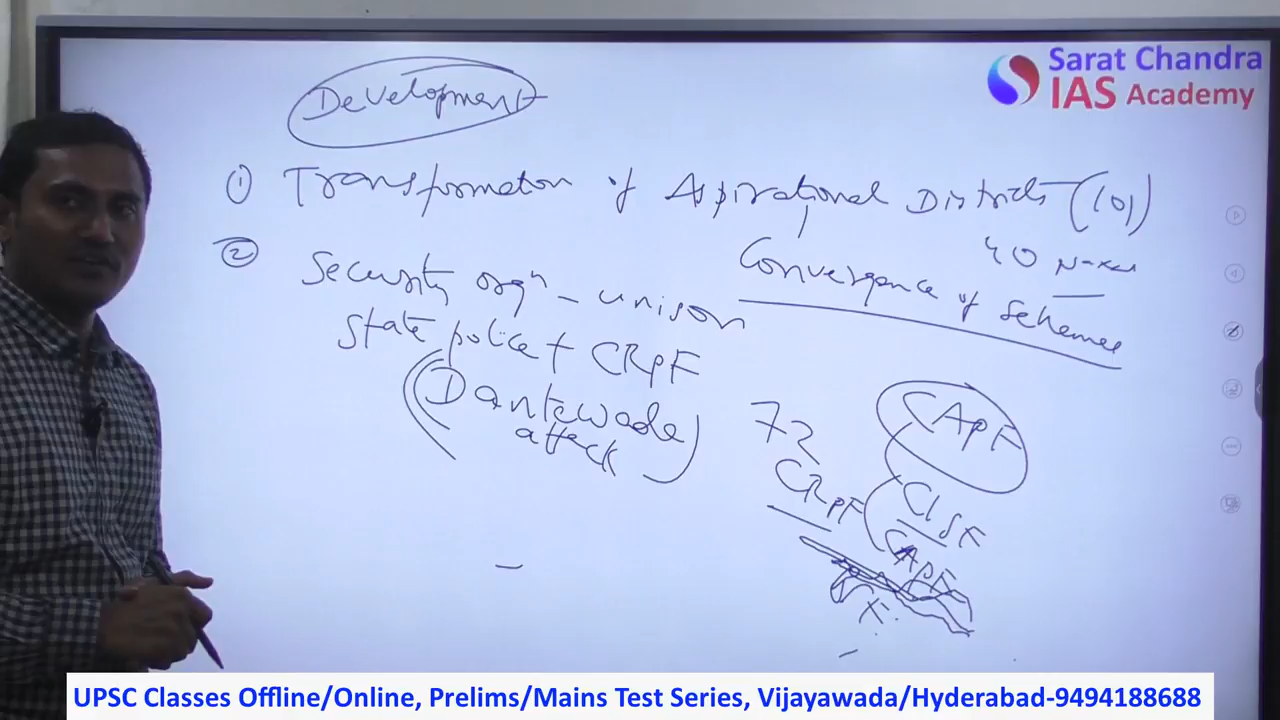 Sarat Chandra
IAS Academy
Development
① Transformation of Aspirational Districts (101)
40 Naxal
Convergence of Schemes
② Security orgn - unison
State police + CRPF
(Dantewada
attack)
72
CRPF
CAPF
CISF
CAPF
UPSC Classes Offline/Online, Prelims/Mains Test Series, Vijayawada/Hyderabad-9494188688